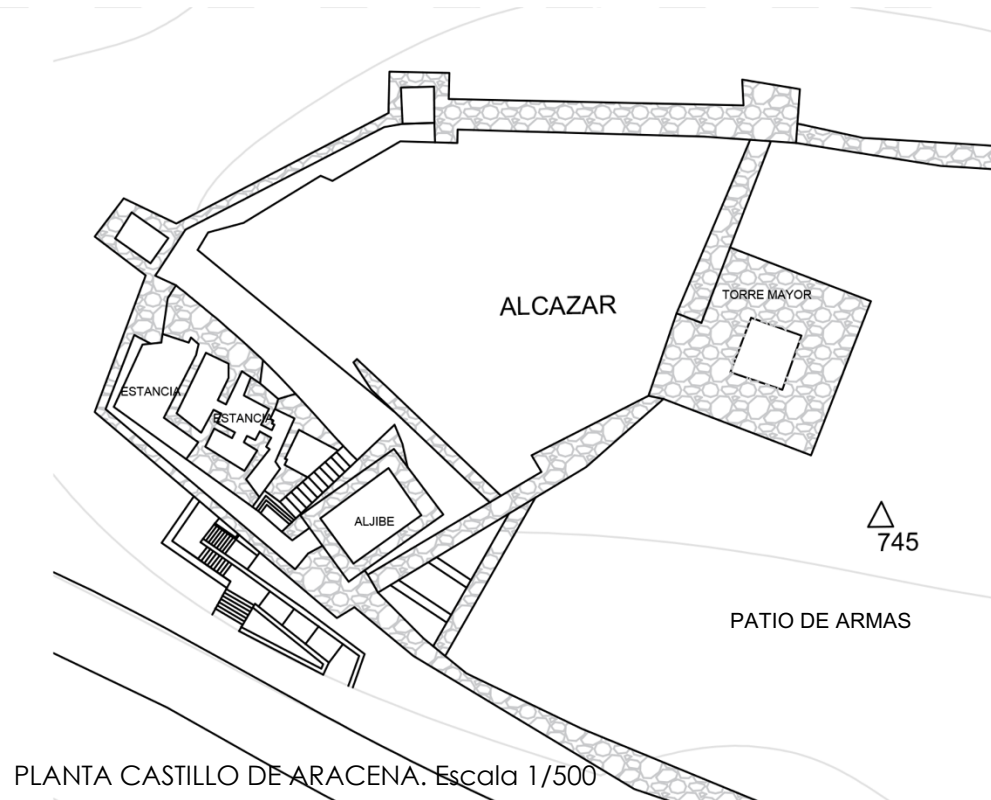 TORRE MAYOR
ALCAZAR
ESTANCIA
ESTANCIA
ALJIBE
745
PATIO DE ARMAS
PLANTA CASTILLO DE ARACENA. Escala 1/500